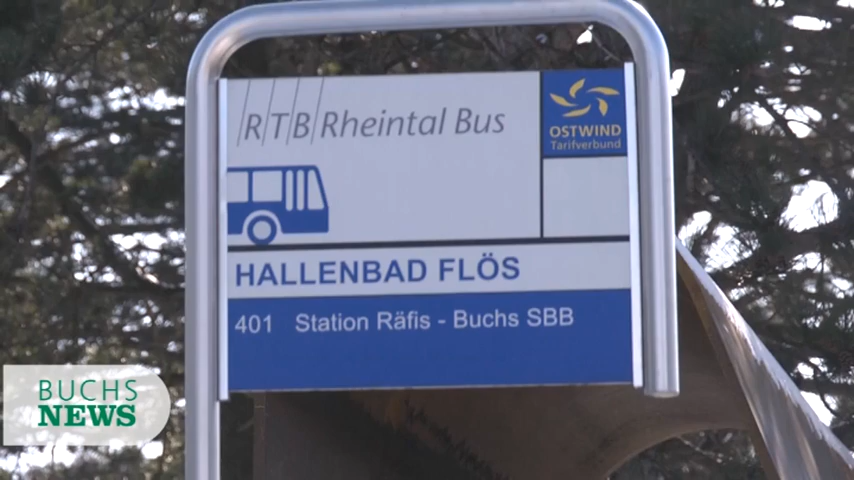 RTB Rheintal Bus
OSTWIND
Tarifverbund
HALLENBAD FLÖS
401 Station Räfis - Buchs SBB
BUCHS
NEWS